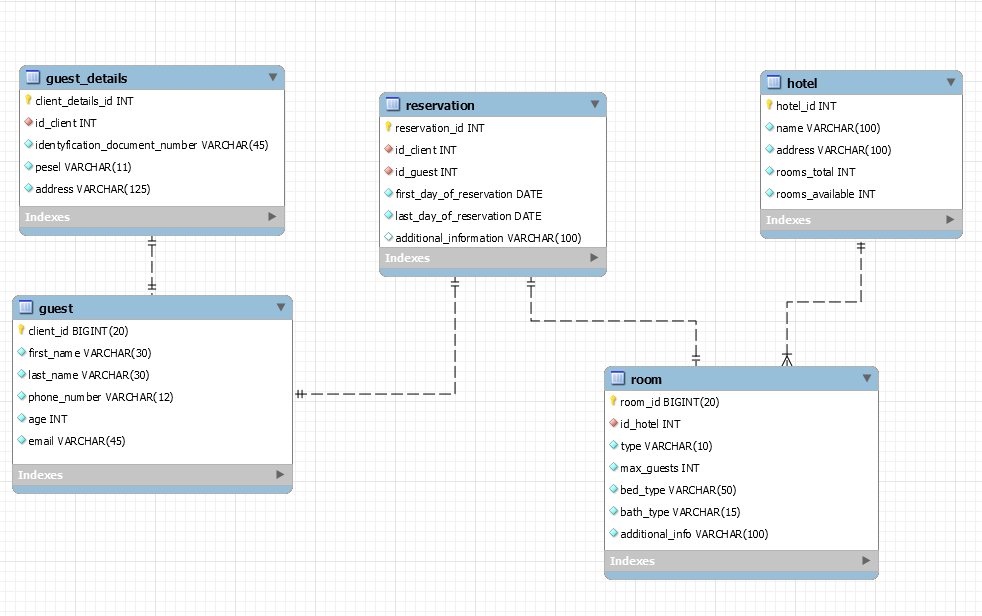 guest_details
client_details_id INT
id_client INT
identyfication_document_number VARCHAR(45)
pesel VARCHAR(11)
address VARCHAR(125)
Indexes
guest
client_id BIGINT(20)
first_name VARCHAR(30)
last_name VARCHAR(30)
phone_number VARCHAR(12)
age INT
email VARCHAR(45)
Indexes
reservation
reservation_id INT
id_client INT
id_guest INT
first_day_of_reservation DATE
last_day_of_reservation DATE
additional_information VARCHAR(100)
Indexes
hotel
hotel_id INT
name VARCHAR(100)
address VARCHAR(100)
rooms_total INT
rooms_available INT
Indexes
room
room_id BIGINT(20)
id_hotel INT
type VARCHAR(10)
max_guests INT
bed_type VARCHAR(50)
bath_type VARCHAR(15)
additional_info VARCHAR(100)
Indexes